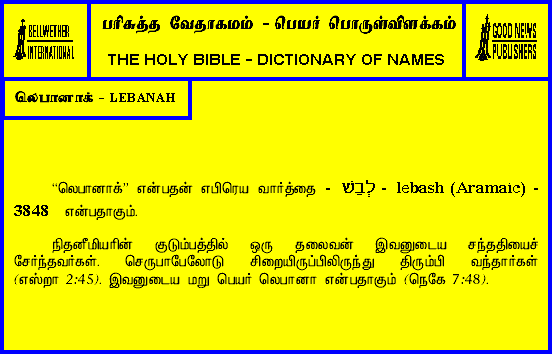 BELLWETHER
INTERNATIONAL
பரிசுத்த வேதாகமம் - பெயர் பொருள்விளக்கம்
THE HOLY BIBLE - DICTIONARY OF NAMES
GOOD NEWS
PUBLISHERS
லெபானாக் - LEBANAH
“லெபானாக்” என்பதன் எபிரெய வார்த்தை - לְבַשׁ - lebash (Aramaic) -
3848 என்பதாகும்.
நிதனீமியரின் குடும்பத்தில் ஒரு தலைவன் இவனுடைய சந்ததியைச்
சேர்ந்தவர்கள். செருபாபேலோடு சிறையிருப்பிலிருந்து திரும்பி வந்தார்கள்
(எஸ்றா 2:45). இவனுடைய மறு பெயர் லெபானா என்பதாகும் (நெகே 7:48).